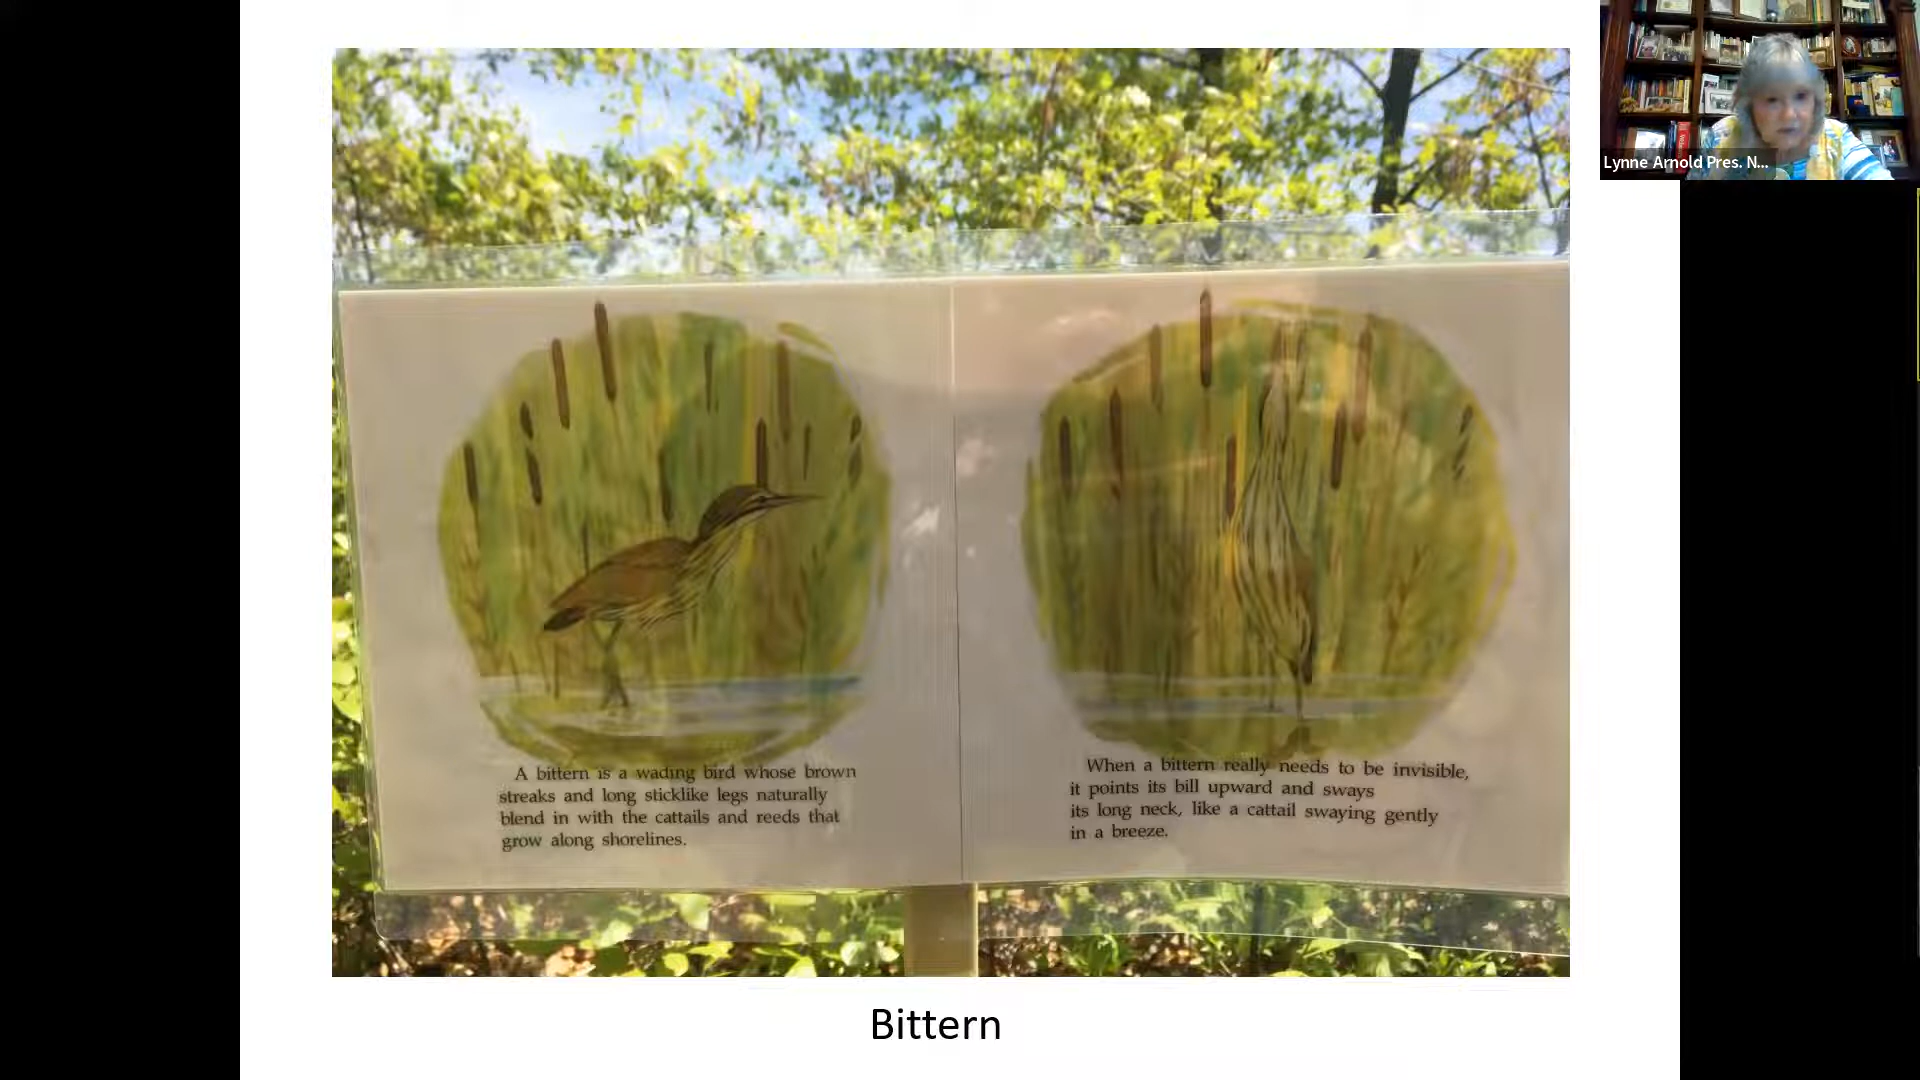 Lynne Arnold Pres. N...
A bittern is a wading bird whose brown
streaks and long sticklike legs naturally
blend in with the cattails and reeds that
grow along shorelines.
When a bittern really needs to be invisible,
it points its bill upward and sways
its long neck, like a cattail swaying gently
in a breeze.
Bittern